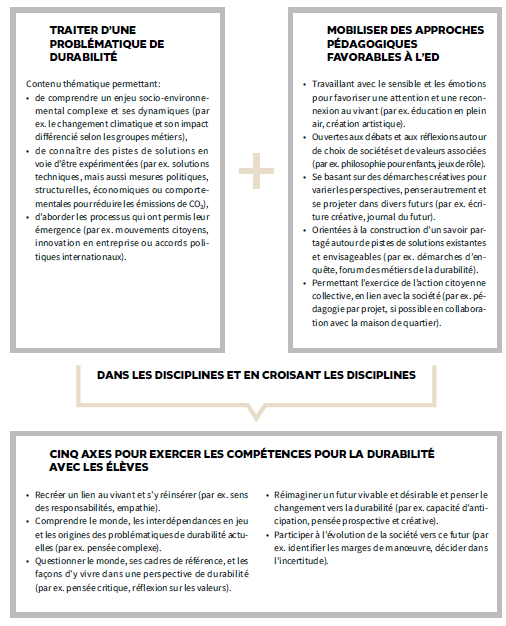 TRAITER D'UNE
PROBLÉMATIQUE DE
DURABILITÉ
Contenu thématique permettant:
• de comprendre un enjeu socio-environne-
mental complexe et ses dynamiques (par
ex. le changement climatique et son impact
différencié selon les groupes métiers),
• de connaître des pistes de solutions en
voie d'être expérimentées (par ex. solutions
techniques, mais aussi mesures politiques,
structurelles, économiques ou comporte-
mentales pour réduire les émissions de CO₂),
• d'aborder les processus qui ont permis leur
émergence (par ex. mouvements citoyens,
innovation en entreprise ou accords poli-
tiques internationaux).
MOBILISER DES APPROCHES
PÉDAGOGIQUES
FAVORABLES À L'ED
• Travaillant avec le sensible et les émotions
pour favoriser une attention et une recon-
nexion au vivant (par ex. éducation en plein
air, création artistique).
• Ouvertes aux débats et aux réflexions autour
de choix de sociétés et de valeurs associées
(par ex. philosophie pour enfants, jeux de rôle).
• Se basant sur des démarches créatives pour
varier les perspectives, penser autrement et
se projeter dans divers futurs (par ex. écri-
ture créative, journal du futur).
• Orientées à la construction d'un savoir par-
tagé autour de pistes de solutions existantes
et envisageables (par ex. démarches d'en-
quête, forum des métiers de la durabilité).
• Permettant l'exercice de l'action citoyenne
collective, en lien avec la société (par ex. pé-
dagogie par projet, si possible en collabora-
tion avec la maison de quartier).
DANS LES DISCIPLINES ET EN CROISANT LES DISCIPLINES
CINQ AXES POUR EXERCER LES COMPÉTENCES POUR LA DURABILITÉ
AVEC LES ÉLÈVES
• Recréer un lien au vivant et s'y réinsérer (par ex. sens
des responsabilités, empathie).
• Comprendre le monde, les interdépendances en jeu
et les origines des problématiques de durabilité actu-
elles (par ex. pensée complexe).
• Questionner le monde, ses cadres de référence, et les
façons d'y vivre dans une perspective de durabilité
(par ex. pensée critique, réflexion sur les valeurs).
• Réimaginer un futur vivable et désirable et penser le
changement vers la durabilité (par ex. capacité d'anti-
cipation, pensée prospective et créative).
• Participer à l'évolution de la société vers ce futur (par
ex. identifier les marges de manœuvre, décider dans
l'incertitude).